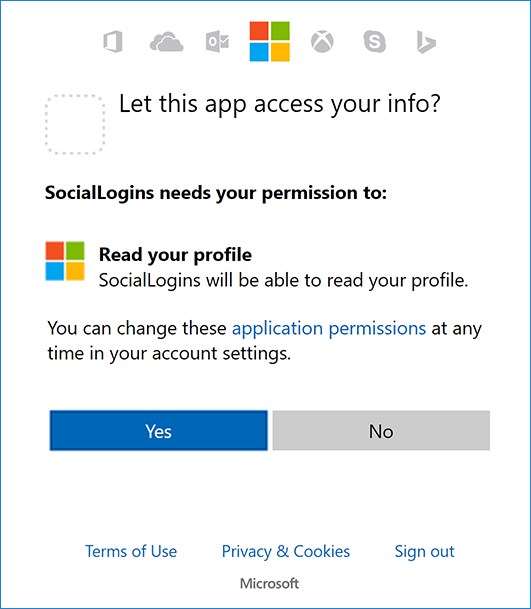 Let this app access your info?
SocialLogins needs your permission to:
Read your profile
SocialLogins will be able to read your profile.
You can change these application permissions at any
time in your account settings.
Yes
No
Terms of Use
Privacy & Cookies
Sign out
Microsoft